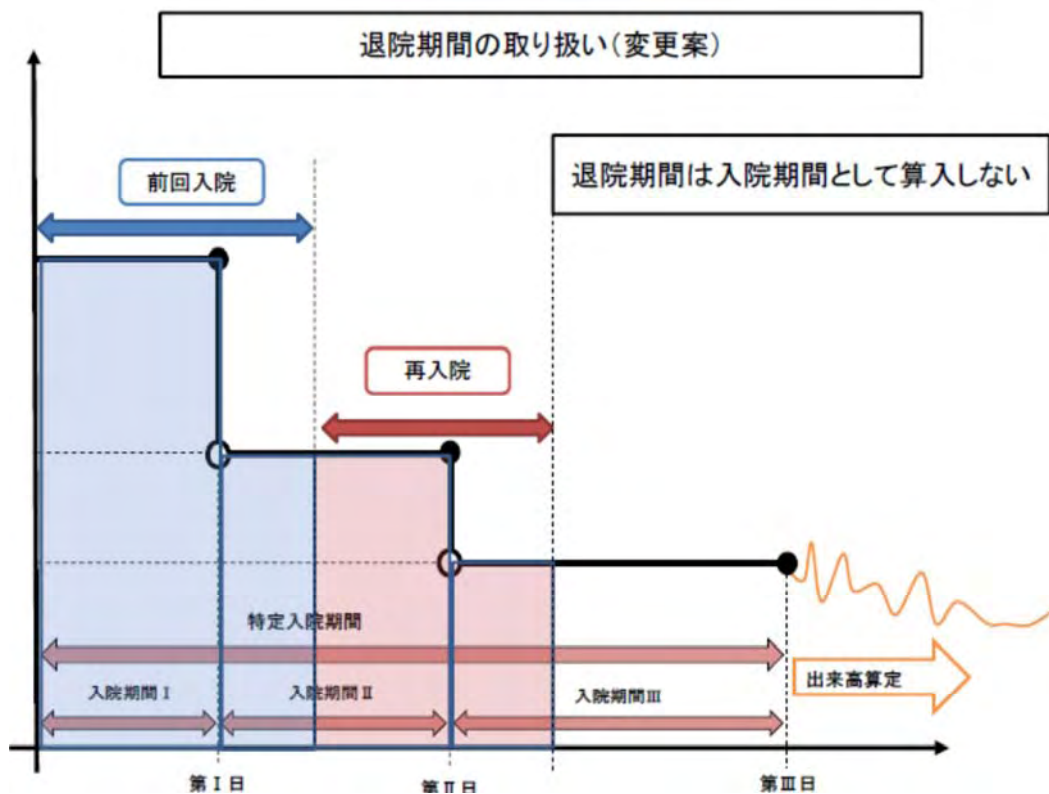 退院期間の取り扱い（変更案）
退院期間は入院期間として算入しない
前回入院
再入院
特定入院期間
入院期間Ⅰ
入院期間Ⅱ
入院期間Ⅲ
出来高算定
第Ⅰ日
第Ⅱ日
第Ⅲ日